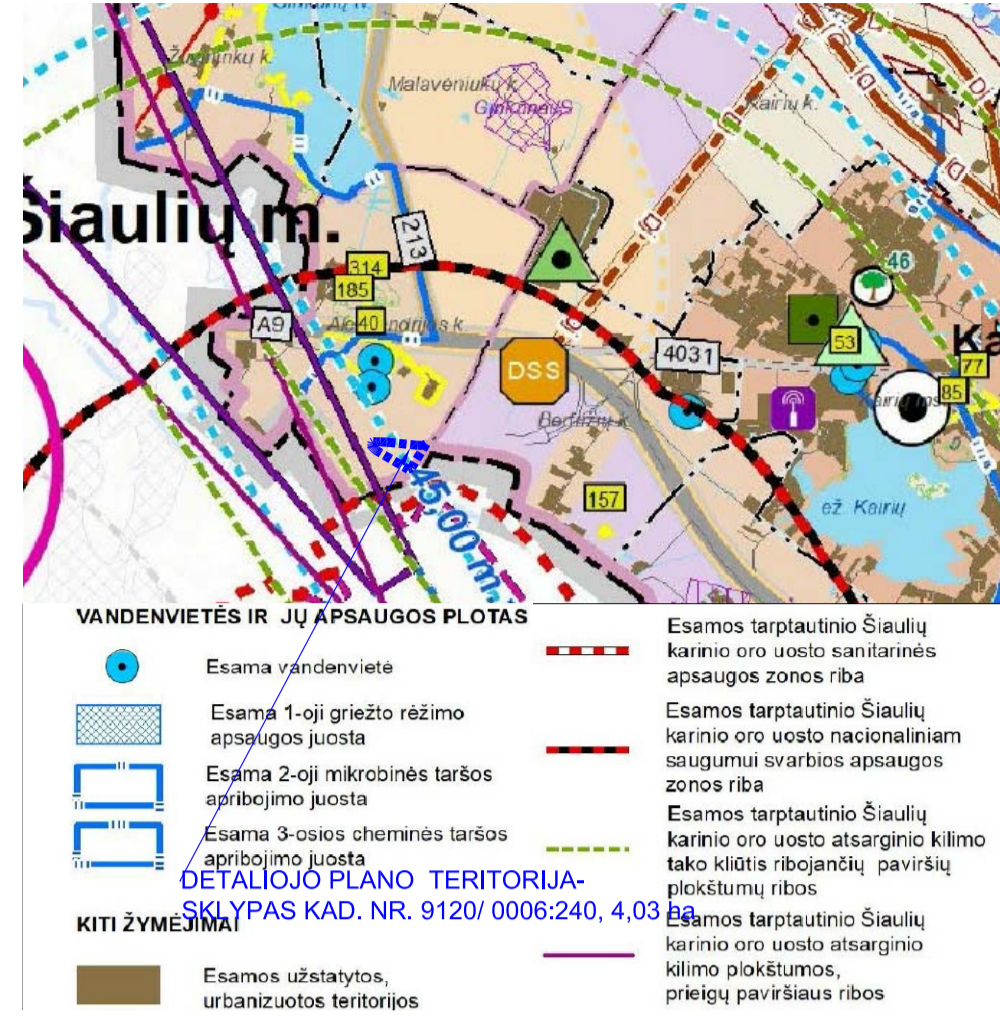 Ginkūnų k.
Žuvininkų k.
Malavėniukų k.
Ginkūnai/S
Kairių k.
Šiaulių m.
213
314
185
A9
40
46
53
77
85
4031
DSS
157
45,00 m.
ež. Kairių
VANDENVIETĖS IR JŲ APSAUGOS PLOTAS
Esama vandenvietė
Esama 1-oji griežto rėžimo
apsaugos juosta
Esama 2-oji mikrobinės taršos
apribojimo juosta
Esama 3-osios cheminės taršos
apribojimo juosta
DETALIOJO PLANO TERITORIJA-
SKLYPAS KAD. NR. 9120/ 0006:240, 4,03 ha
KITI ŽYMĖJIMAI
Esamos užstatytos,
urbanizuotos teritorijos
Esamos tarptautinio Šiaulių
karinio oro uosto sanitarinės
apsaugos zonos riba
Esamos tarptautinio Šiaulių
karinio oro uosto nacionaliniam
saugumui svarbios apsaugos
zonos riba
Esamos tarptautinio Šiaulių
karinio oro uosto atsarginio kilimo
tako kliūtis ribojančių paviršių
plokštumų ribos
Esamos tarptautinio Šiaulių
karinio oro uosto atsarginio
kilimo plokštumos,
prieigų paviršiaus ribos